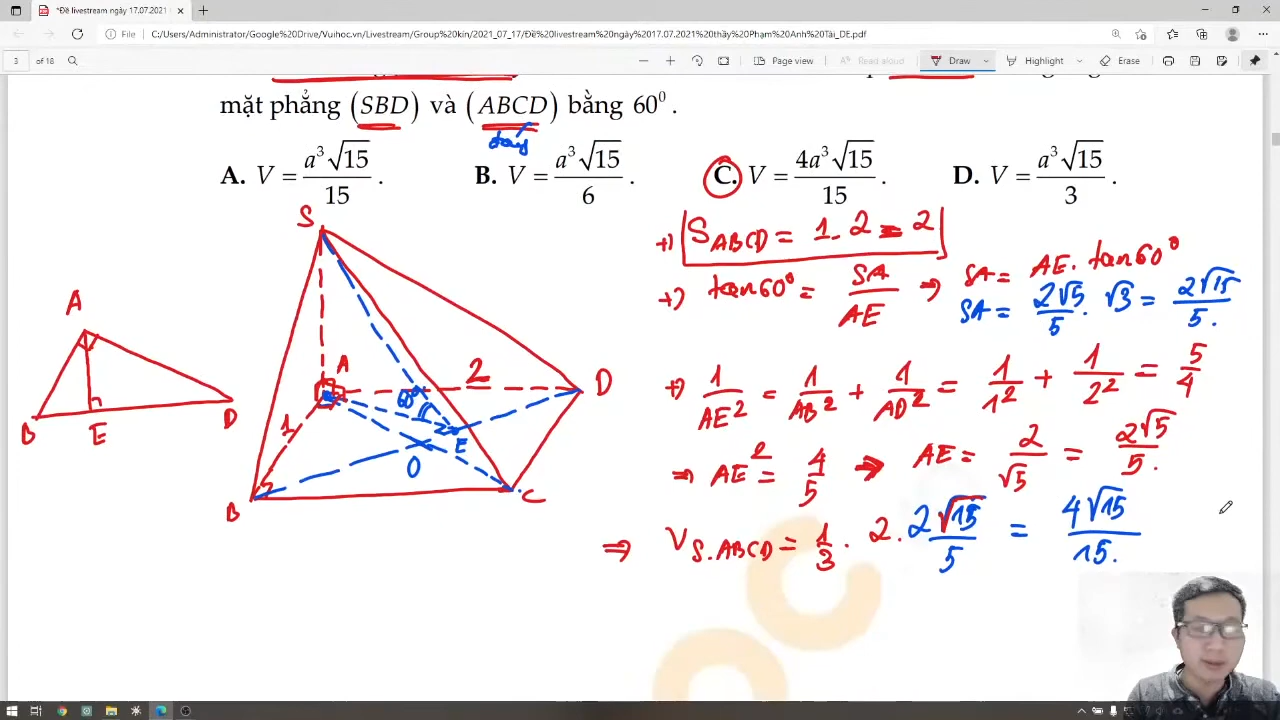 *Đề livestream ngày 17.07.2021
File
C:/Users/Administrator/Google%20Drive/Vuihoc.vn/Livestream/Group%20kín/2021_07_17/Đề%20livestream%20ngày%2017.07.2021%20thầy%20Phạm%20Anh%20Tài_DE.pdf
3 of 18
Page view
Read aloud
Draw
Highlight
Erase
mặt phẳng (SBD) và (ABCD) bằng 60⁰ .
đáy
A. V = a³√15/15 . B. V = a³√15/6 . C. V = 4a³√15/15 . D. V = a³√15/3 .
S
A
B
E
D
A
2
D
1
60°
E
O
B
C
+) S_ABCD = 1. 2 = 2
+) tan60° = SA/AE ⇒ SA = AE. tan60°
SA = 2√5/5 . √3 = 2√15/5.
+) 1/AE² = 1/AB² + 1/AD² = 1/1² + 1/2² = 5/4
⇒ AE² = 4/5 ⇒ AE = 2/√5 = 2√5/5.
⇒ V_S.ABCD = 1/3 . 2. 2√15/5 = 4√15/15.